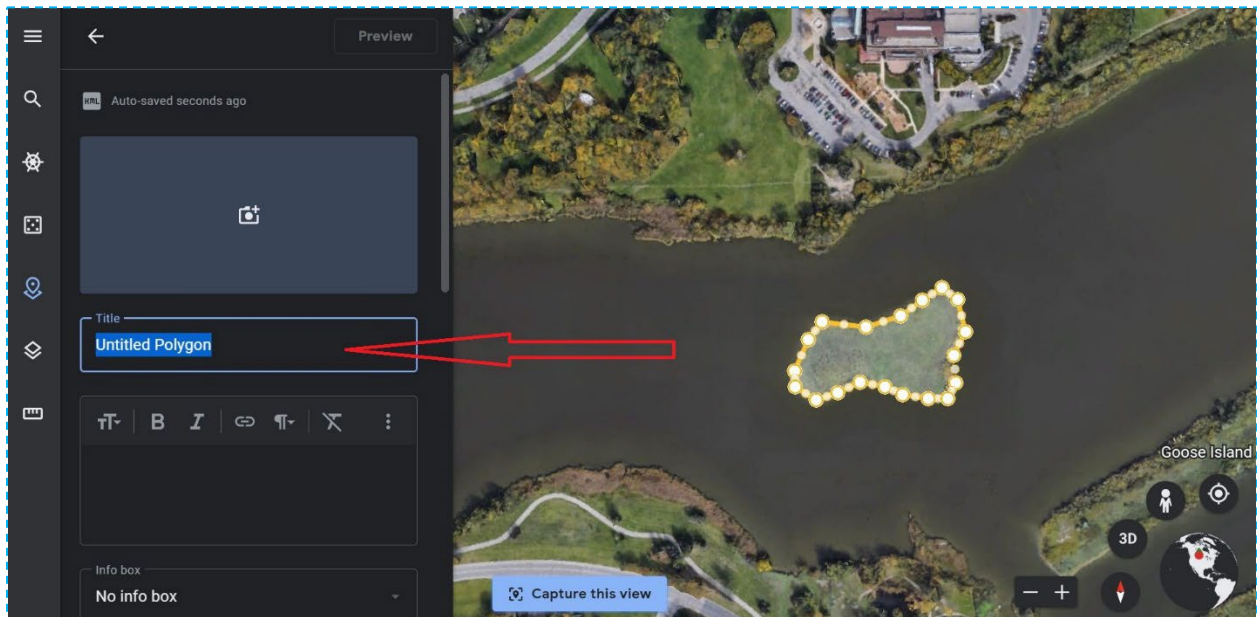 Preview
KML Auto-saved seconds ago
Title
Untitled Polygon
B I
Info box
No info box
Goose Island
3D
Capture this view